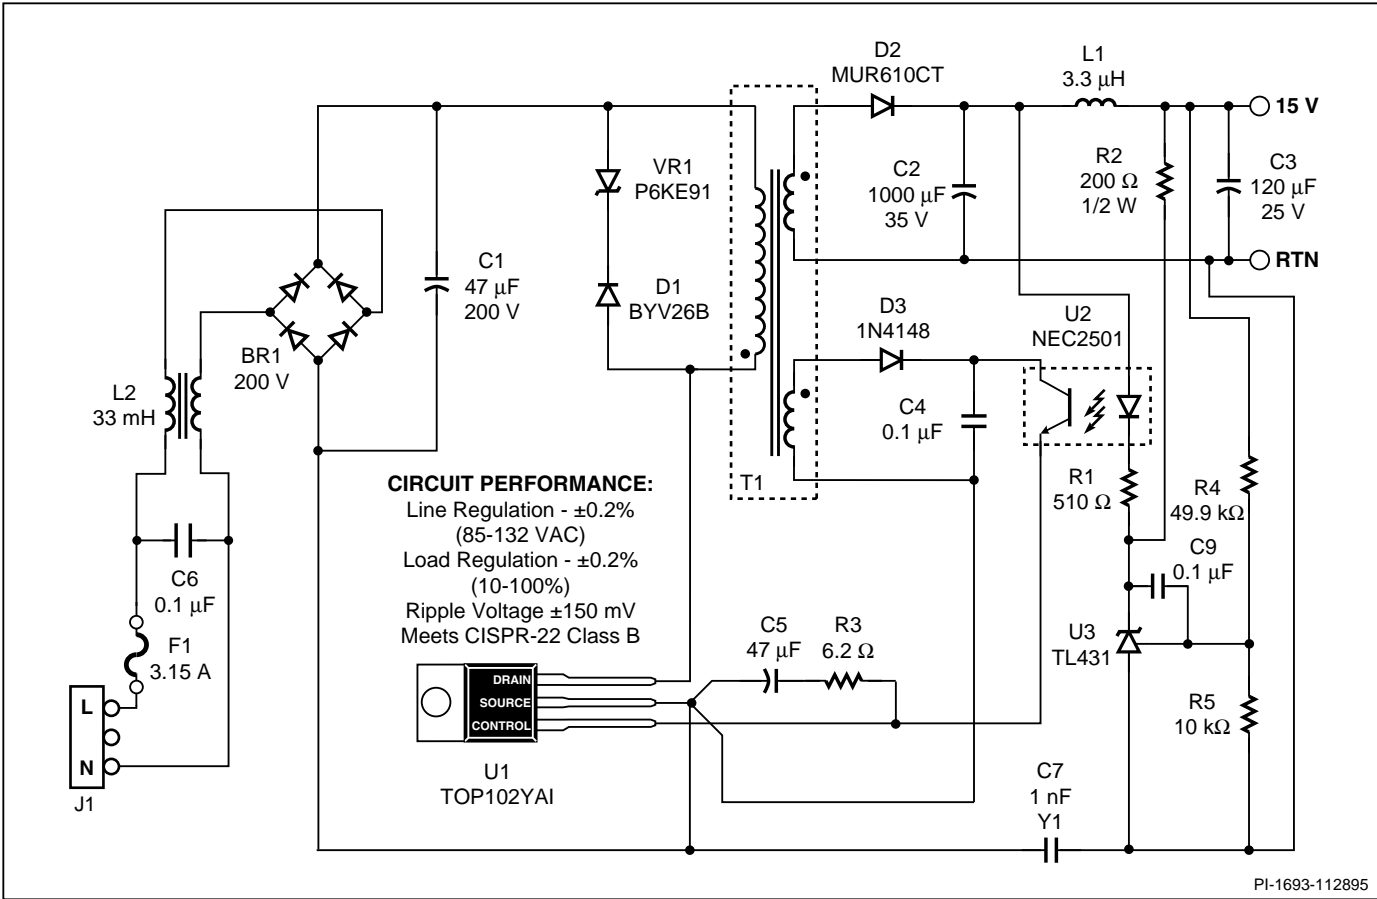 D2
MUR610CT
L1
3.3 μH
15 V
VR1
P6KE91
C2
1000 μF
35 V
R2
200 Ω
1/2 W
C3
120 μF
25 V
RTN
C1
47 μF
200 V
D1
BYV26B
D3
1N4148
U2
NEC2501
BR1
200 V
L2
33 mH
C4
0.1 μF
T1
R1
510 Ω
R4
49.9 kΩ
CIRCUIT PERFORMANCE:
Line Regulation - ±0.2%
(85-132 VAC)
Load Regulation - ±0.2%
(10-100%)
Ripple Voltage ±150 mV
Meets CISPR-22 Class B
C9
0.1 μF
C6
0.1 μF
F1
3.15 A
C5
47 μF
R3
6.2 Ω
U3
TL431
DRAIN
SOURCE
CONTROL
L
N
J1
R5
10 kΩ
U1
TOP102YAI
C7
1 nF
Y1
PI-1693-112895